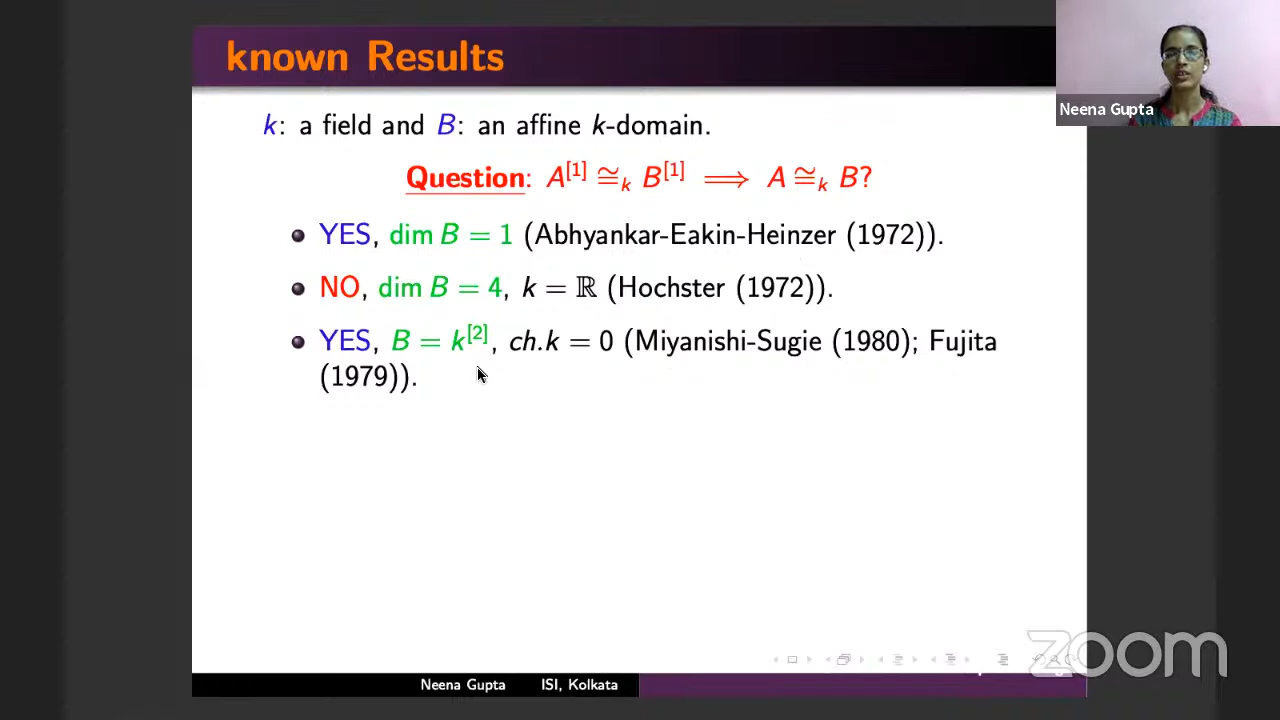 known Results
Neena Gupta
k: a field and B: an affine k-domain.
Question: A^[1] ≅_k B^[1] ⟹ A ≅_k B?
YES, dim B = 1 (Abhyankar-Eakin-Heinzer (1972)).
NO, dim B = 4, k = ℝ (Hochster (1972)).
YES, B = k^[2], ch.k = 0 (Miyanishi-Sugie (1980); Fujita
(1979)).
zoom
Neena Gupta ISI, Kolkata